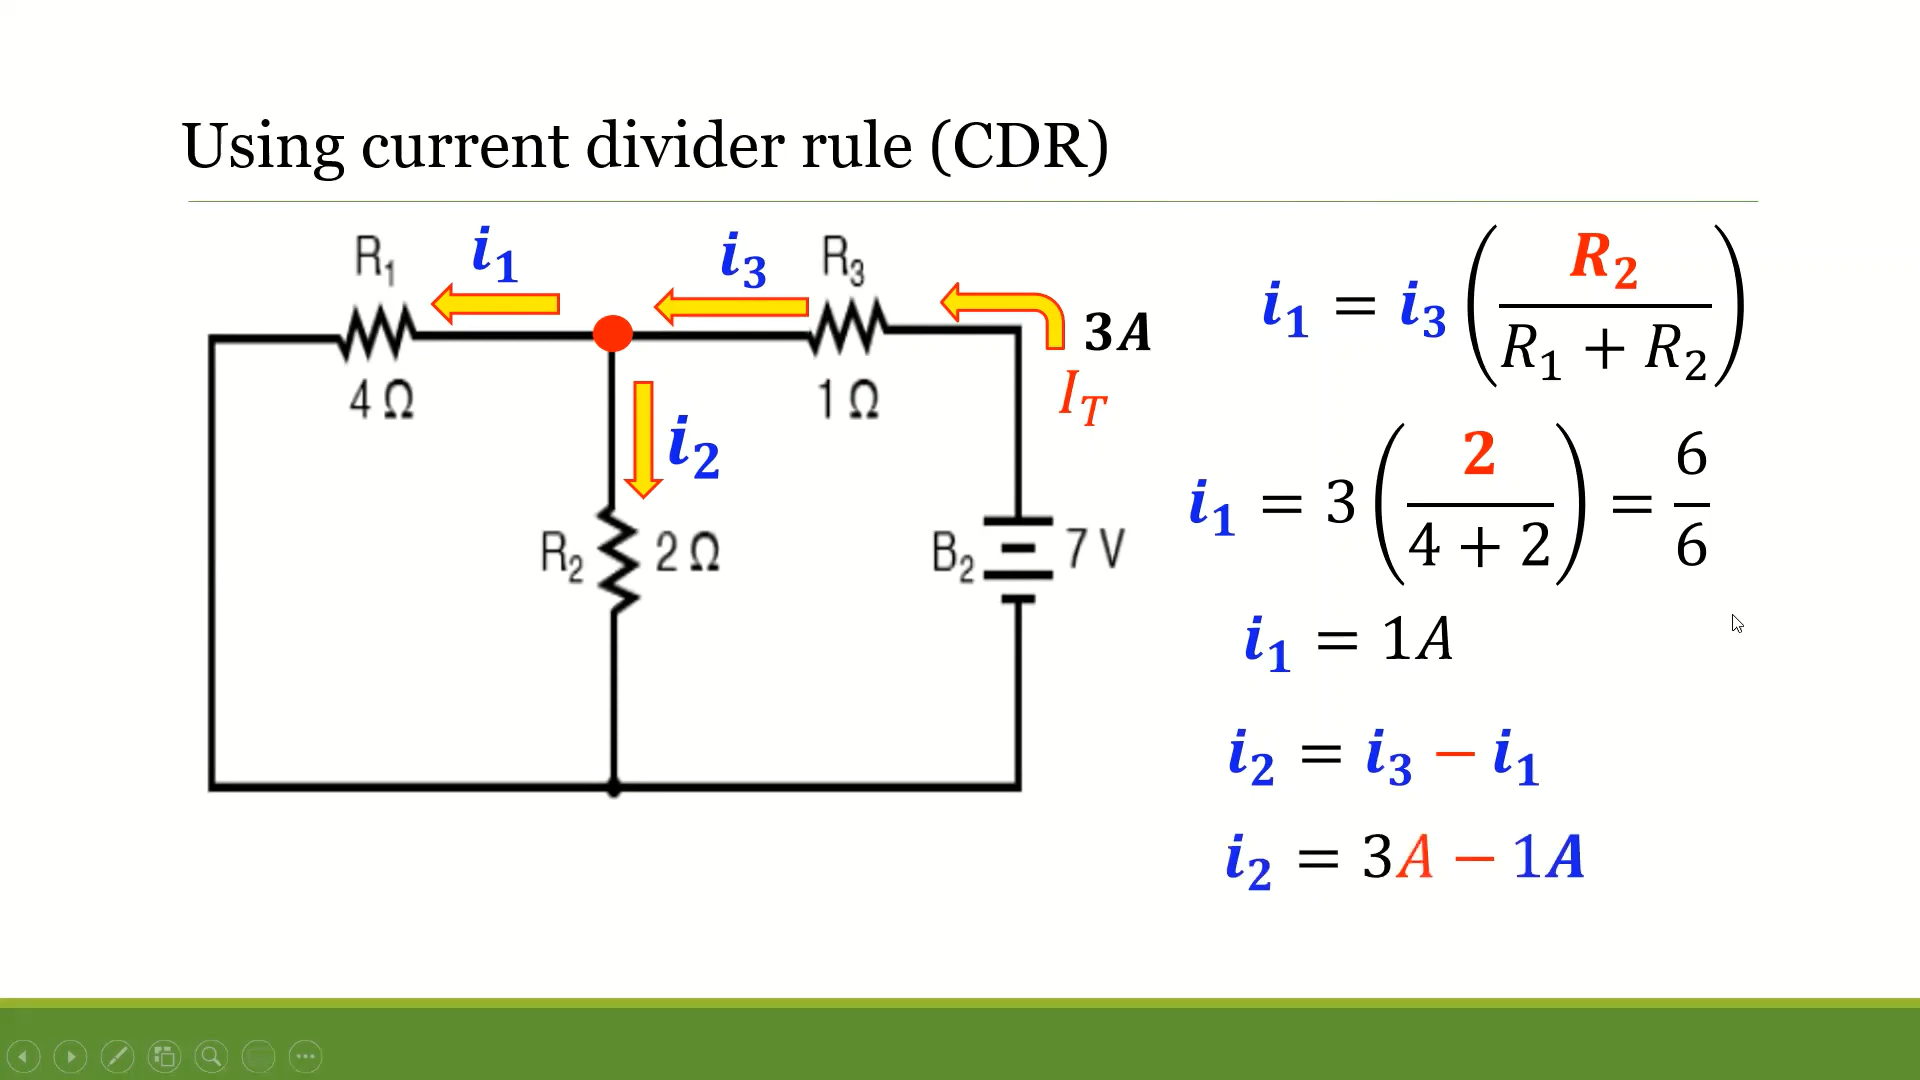 Using current divider rule (CDR)
R₁
i₁
i₃
R₃
3A
I_T
4 Ω
1 Ω
i₂
R₂
2 Ω
B₂
7 V
i₁ = i₃ (R₂ / (R₁ + R₂))
i₁ = 3 (2 / (4 + 2)) = 6/6
i₁ = 1A
i₂ = i₃ − i₁
i₂ = 3A − 1A